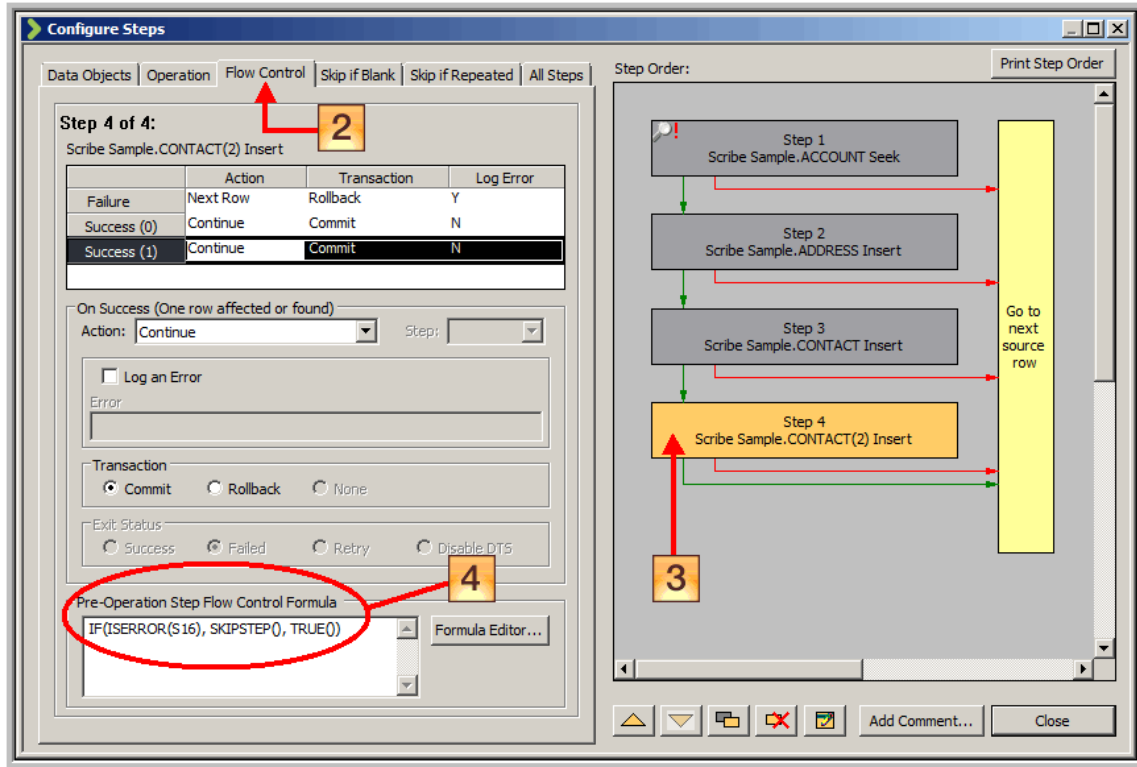 Configure Steps
Data Objects Operation Flow Control Skip if Blank Skip if Repeated All Steps
2
Step 4 of 4:
Scribe Sample.CONTACT(2) Insert
Action Transaction Log Error
Failure Next Row Rollback Y
Success (0) Continue Commit N
Success (1) Continue Commit N
On Success (One row affected or found)
Action: Continue Step:
Log an Error
Error
Transaction
Commit Rollback None
Exit Status
Success Failed Retry Disable DTS
4
Pre-Operation Step Flow Control Formula
IF(ISERROR(S16), SKIPSTEP(), TRUE())
Formula Editor...
Step Order:
Print Step Order
Step 1
Scribe Sample.ACCOUNT Seek
Step 2
Scribe Sample.ADDRESS Insert
Step 3
Scribe Sample.CONTACT Insert
Step 4
Scribe Sample.CONTACT(2) Insert
Go to
next
source
row
3
Add Comment...
Close